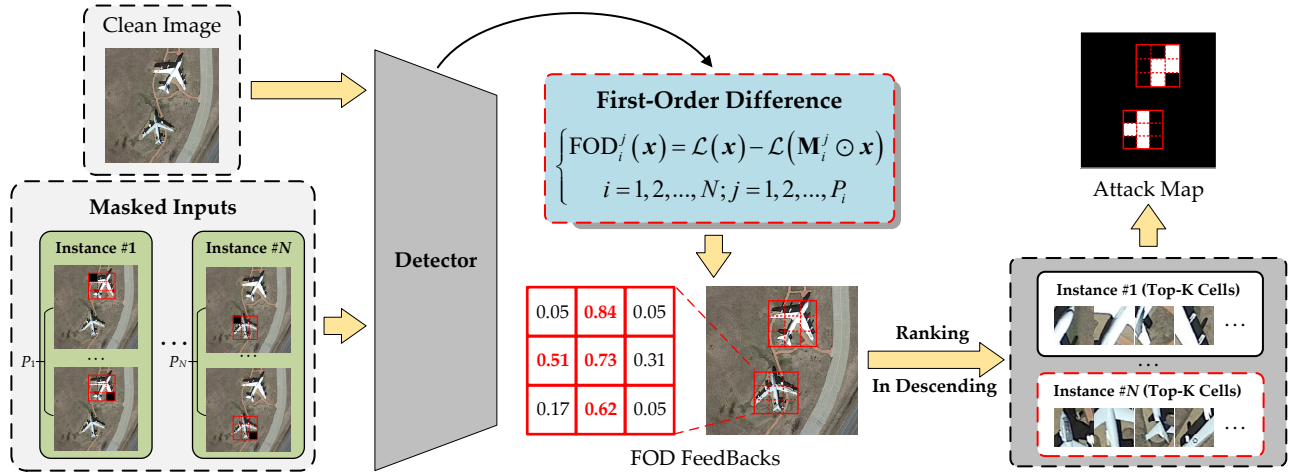 Clean Image
Masked Inputs
Instance #1
Instance #N
P1
PN
...
...
...
...
...
Detector
First-Order Difference
FOD_i^j(x) = L(x) − L(M_i^j ⊙ x)
i = 1, 2, ..., N; j = 1, 2, ..., P_i
0.05 0.84 0.05
0.51 0.73 0.31
0.17 0.62 0.05
FOD FeedBacks
Ranking
In Descending
Attack Map
Instance #1 (Top-K Cells)
...
...
Instance #N (Top-K Cells)
...